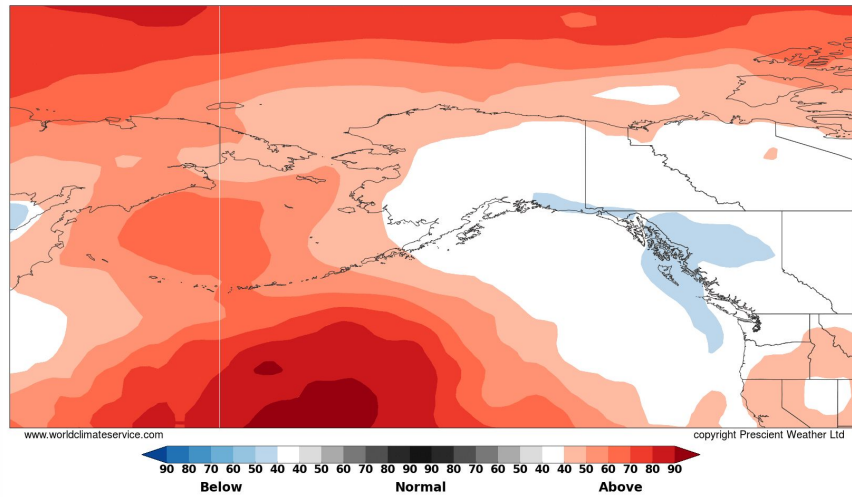 www.worldclimateservice.com copyright Prescient Weather Ltd
90 80 70 60 50 40 40 50 60 70 80 90 80 70 60 50 40 40 50 60 70 80 90
Below Normal Above